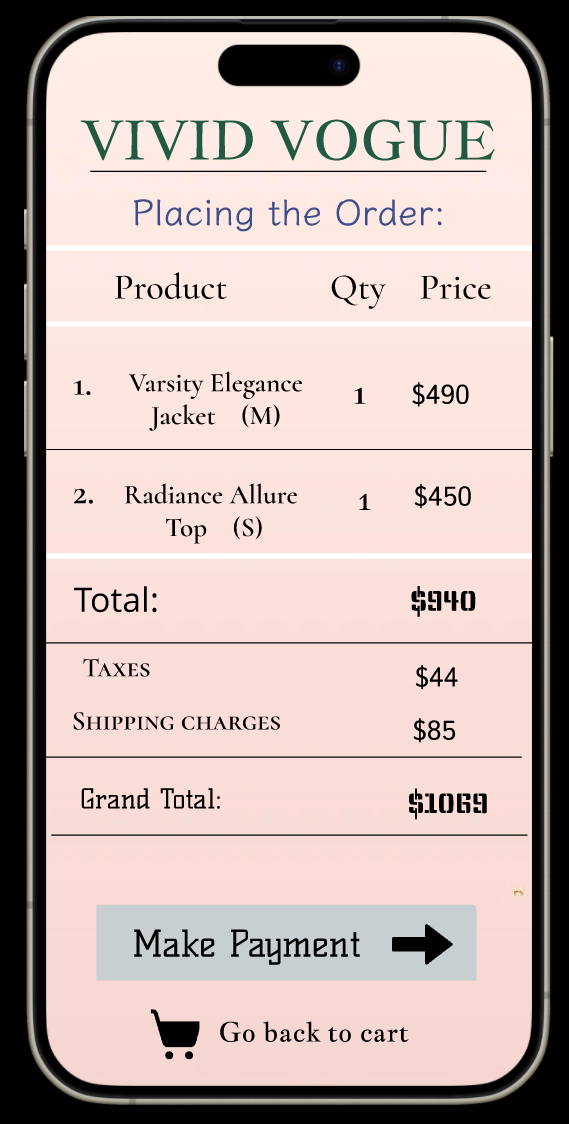 VIVID VOGUE
Placing the Order:
Product Qty Price
1. Varsity Elegance 1 $490
Jacket (M)
2. Radiance Allure 1 $450
Top (S)
Total: $940
Taxes $44
Shipping charges $85
Grand Total: $1069
Make Payment
Go back to cart